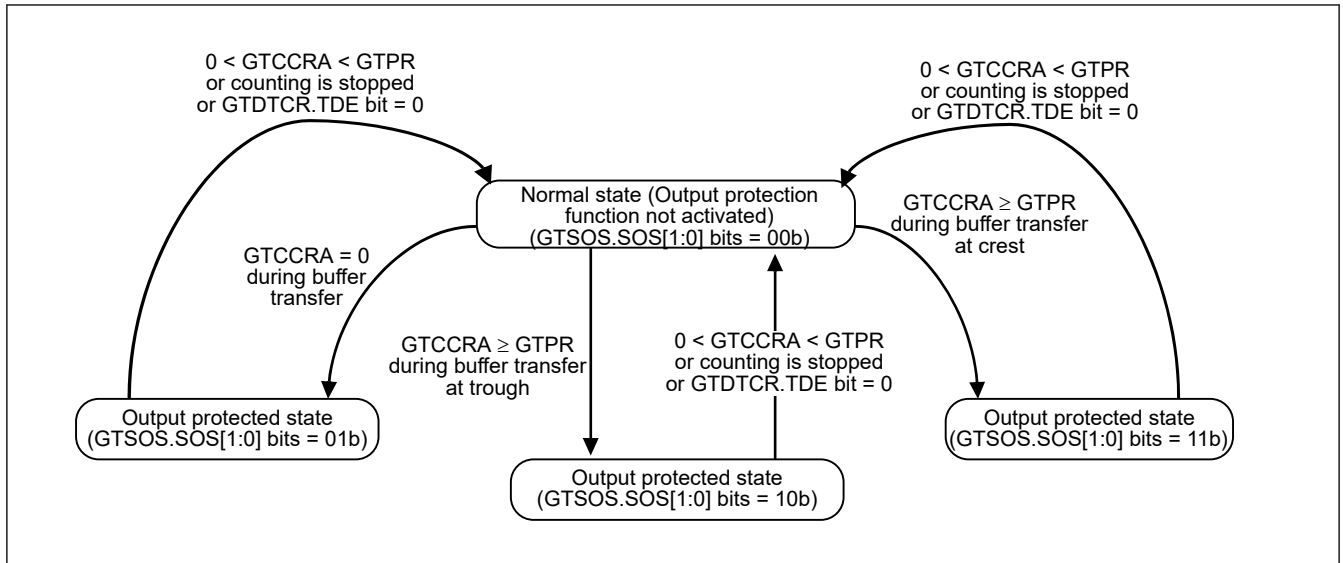 0 < GTCCRA < GTPR
or counting is stopped
or GTDTCR.TDE bit = 0
0 < GTCCRA < GTPR
or counting is stopped
or GTDTCR.TDE bit = 0
Normal state (Output protection
function not activated)
(GTSOS.SOS[1:0] bits = 00b)
GTCCRA ≥ GTPR
during buffer transfer
at crest
GTCCRA = 0
during buffer
transfer
GTCCRA ≥ GTPR
during buffer transfer
at trough
0 < GTCCRA < GTPR
or counting is stopped
or GTDTCR.TDE bit = 0
Output protected state
(GTSOS.SOS[1:0] bits = 01b)
Output protected state
(GTSOS.SOS[1:0] bits = 11b)
Output protected state
(GTSOS.SOS[1:0] bits = 10b)